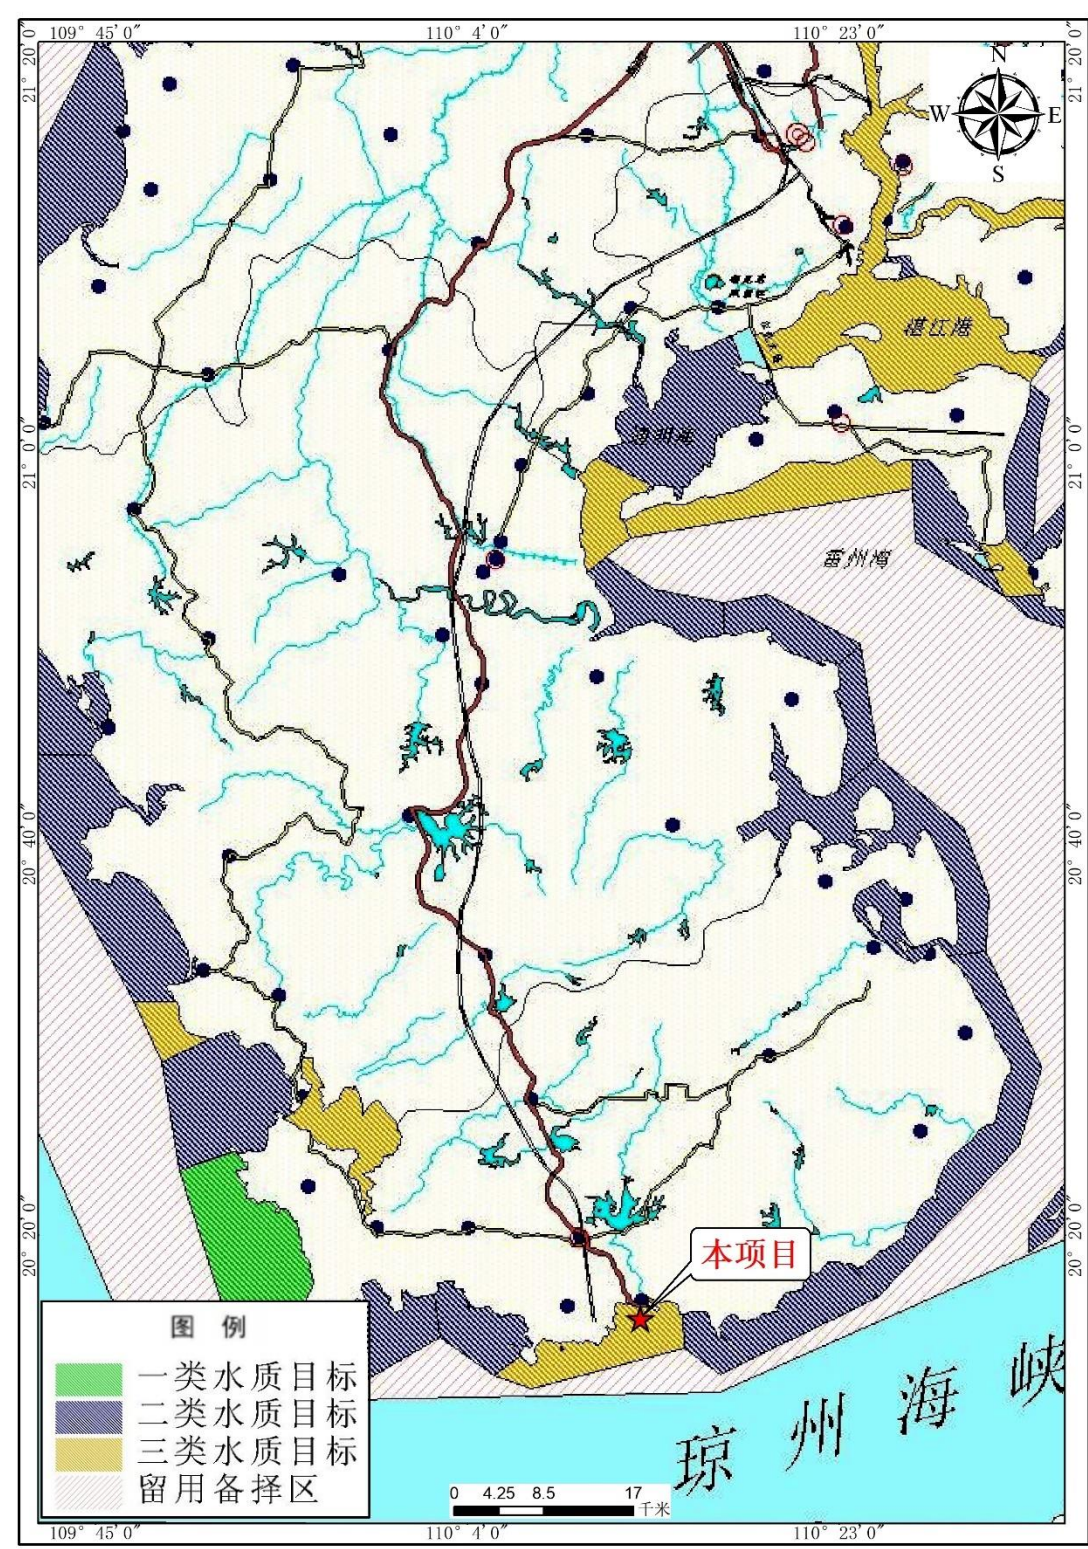 109° 45' 0″
110° 4' 0″
110° 23' 0″
21° 20' 0″
21° 20' 0″
N
W
E
S
湛江港
21° 0' 0″
21° 0' 0″
雷州湾
20° 40' 0″
20° 40' 0″
20° 20' 0″
20° 20' 0″
本项目
图 例
一类水质目标
二类水质目标
三类水质目标
留用备择区
琼州海峡
0 4.25 8.5 17
千米
109° 45' 0″
110° 4' 0″
110° 23' 0″